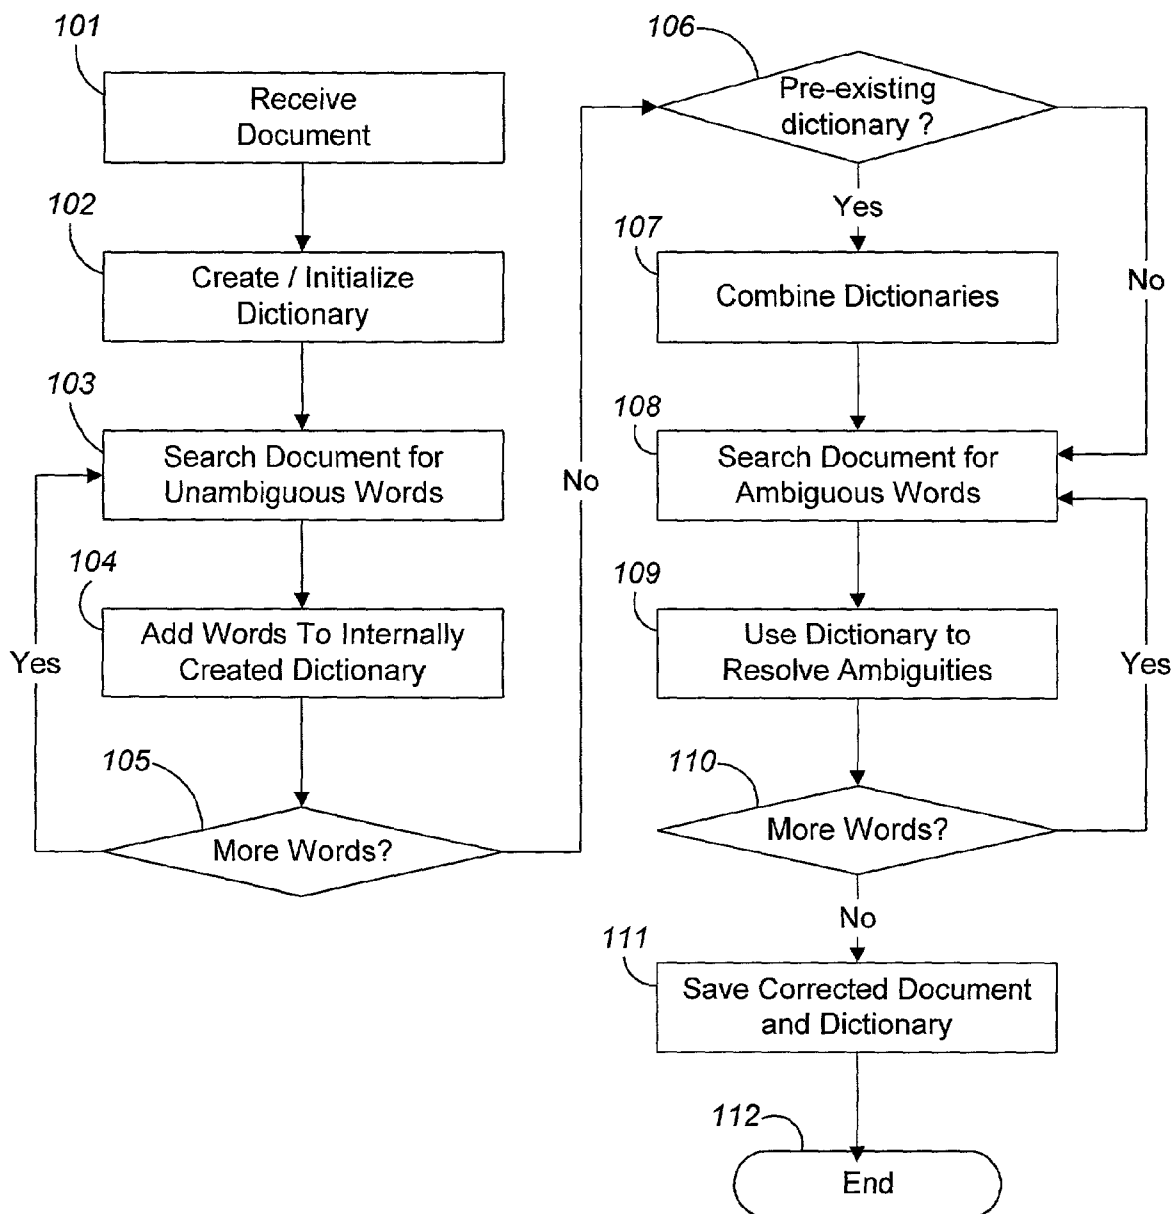 101
Receive
Document
102
Create / Initialize
Dictionary
103
Search Document for
Unambiguous Words
104
Add Words To Internally
Created Dictionary
Yes
105
More Words?
No
106
Pre-existing
dictionary ?
Yes
No
107
Combine Dictionaries
108
Search Document for
Ambiguous Words
109
Use Dictionary to
Resolve Ambiguities
Yes
110
More Words?
No
111
Save Corrected Document
and Dictionary
112
End